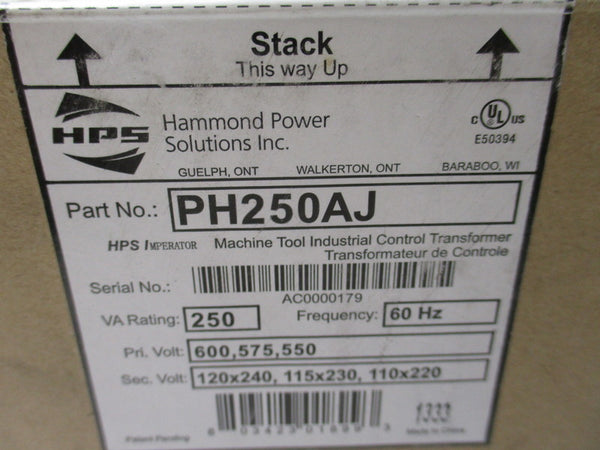 Stack
This way Up
HPS
Hammond Power
Solutions Inc.
C UL US
E50394
GUELPH, ONT WALKERTON, ONT BARABOO, WI
Part No.: PH250AJ
HPS IMPERATOR Machine Tool Industrial Control Transformer
Transformateur de Controle
Serial No.:
AC0000179
VA Rating: 250 Frequency: 60 Hz
Pri. Volt: 600,575,550
Sec. Volt: 120x240, 115x230, 110x220
Patent Pending
Made in China.